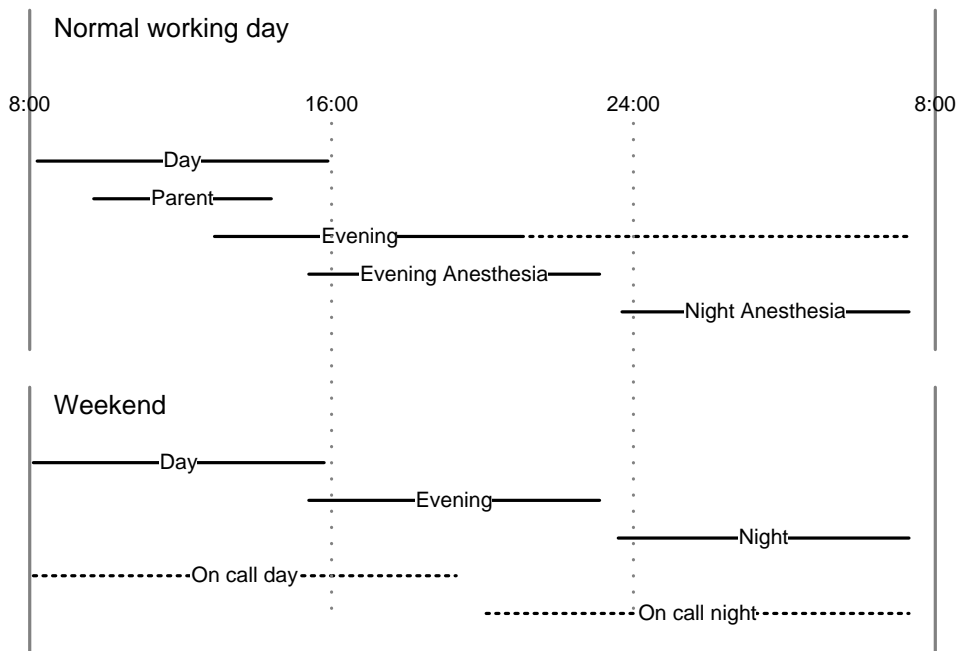 Normal working day
8:00 16:00 24:00 8:00
Day
Parent
Evening
Evening Anesthesia
Night Anesthesia
Weekend
Day
Evening
Night
On call day
On call night